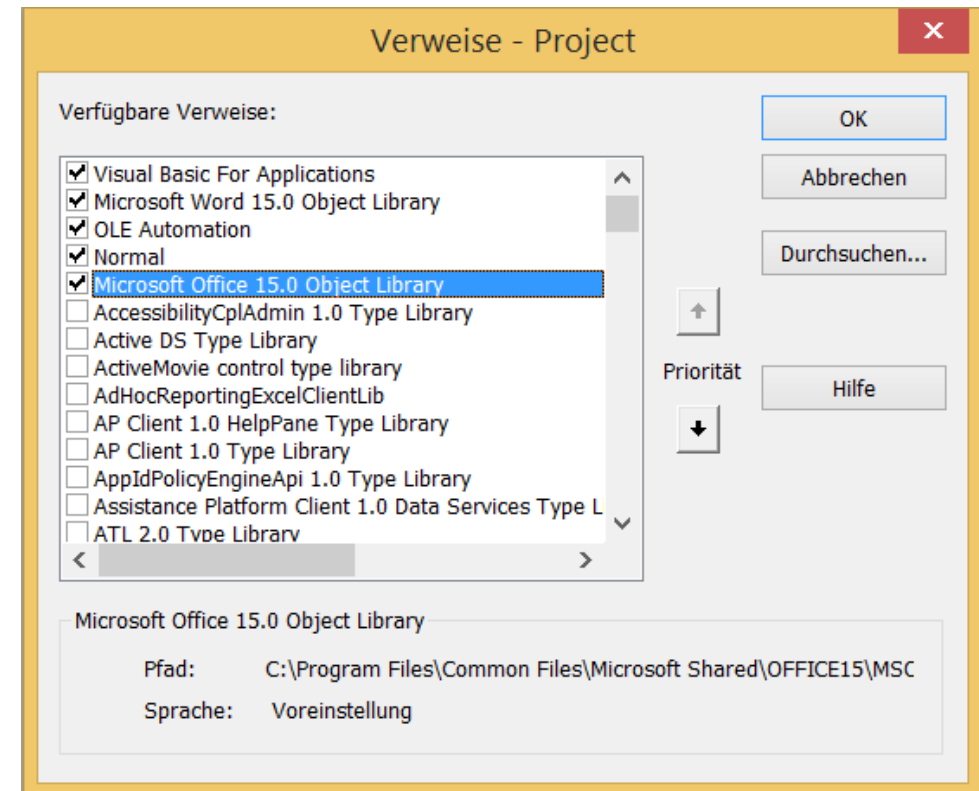 Verweise - Project
Verfügbare Verweise:
OK
Abbrechen
Durchsuchen...
Priorität
Hilfe
Visual Basic For Applications
Microsoft Word 15.0 Object Library
OLE Automation
Normal
Microsoft Office 15.0 Object Library
AccessibilityCplAdmin 1.0 Type Library
Active DS Type Library
ActiveMovie control type library
AdHocReportingExcelClientLib
AP Client 1.0 HelpPane Type Library
AP Client 1.0 Type Library
AppIdPolicyEngineApi 1.0 Type Library
Assistance Platform Client 1.0 Data Services Type L
ATL 2.0 Type Library
Microsoft Office 15.0 Object Library
Pfad: C:\Program Files\Common Files\Microsoft Shared\OFFICE15\MSC
Sprache: Voreinstellung